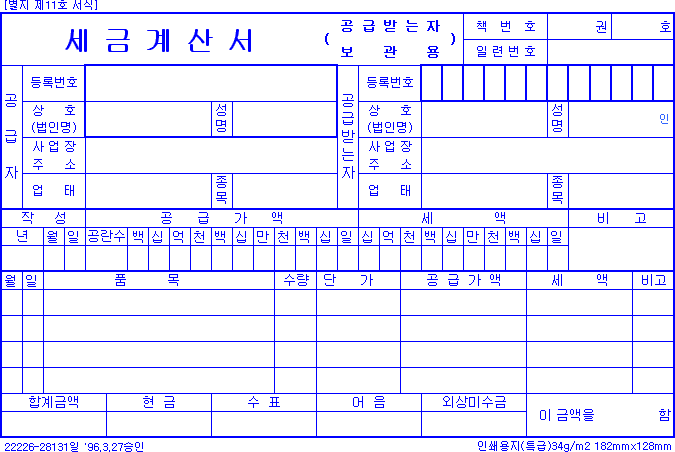 [별지 제11호 서식]
세 금 계 산 서 ( 공 급 받 는 자 보 관 용 ) 책 번 호 권 호
일 련 번 호
공 급 자 등록번호 공 급 받 는 자 등록번호
상 호 (법인명) 성 명 상 호 (법인명) 성 명 인
사 업 장 주 소 사 업 장 주 소
업 태 종 목 업 태 종 목
작 성 공 급 가 액 세 액 비 고
년 월 일 공란수 백 십 억 천 백 십 만 천 백 십 일 십 억 천 백 십 만 천 백 십 일
월 일 품 목 수량 단 가 공 급 가 액 세 액 비고
합계금액 현 금 수 표 어 음 외상미수금 이 금액을 함
22226-28131일 '96,3,27승인 인쇄용지(특급)34g/m2 182mmx128mm